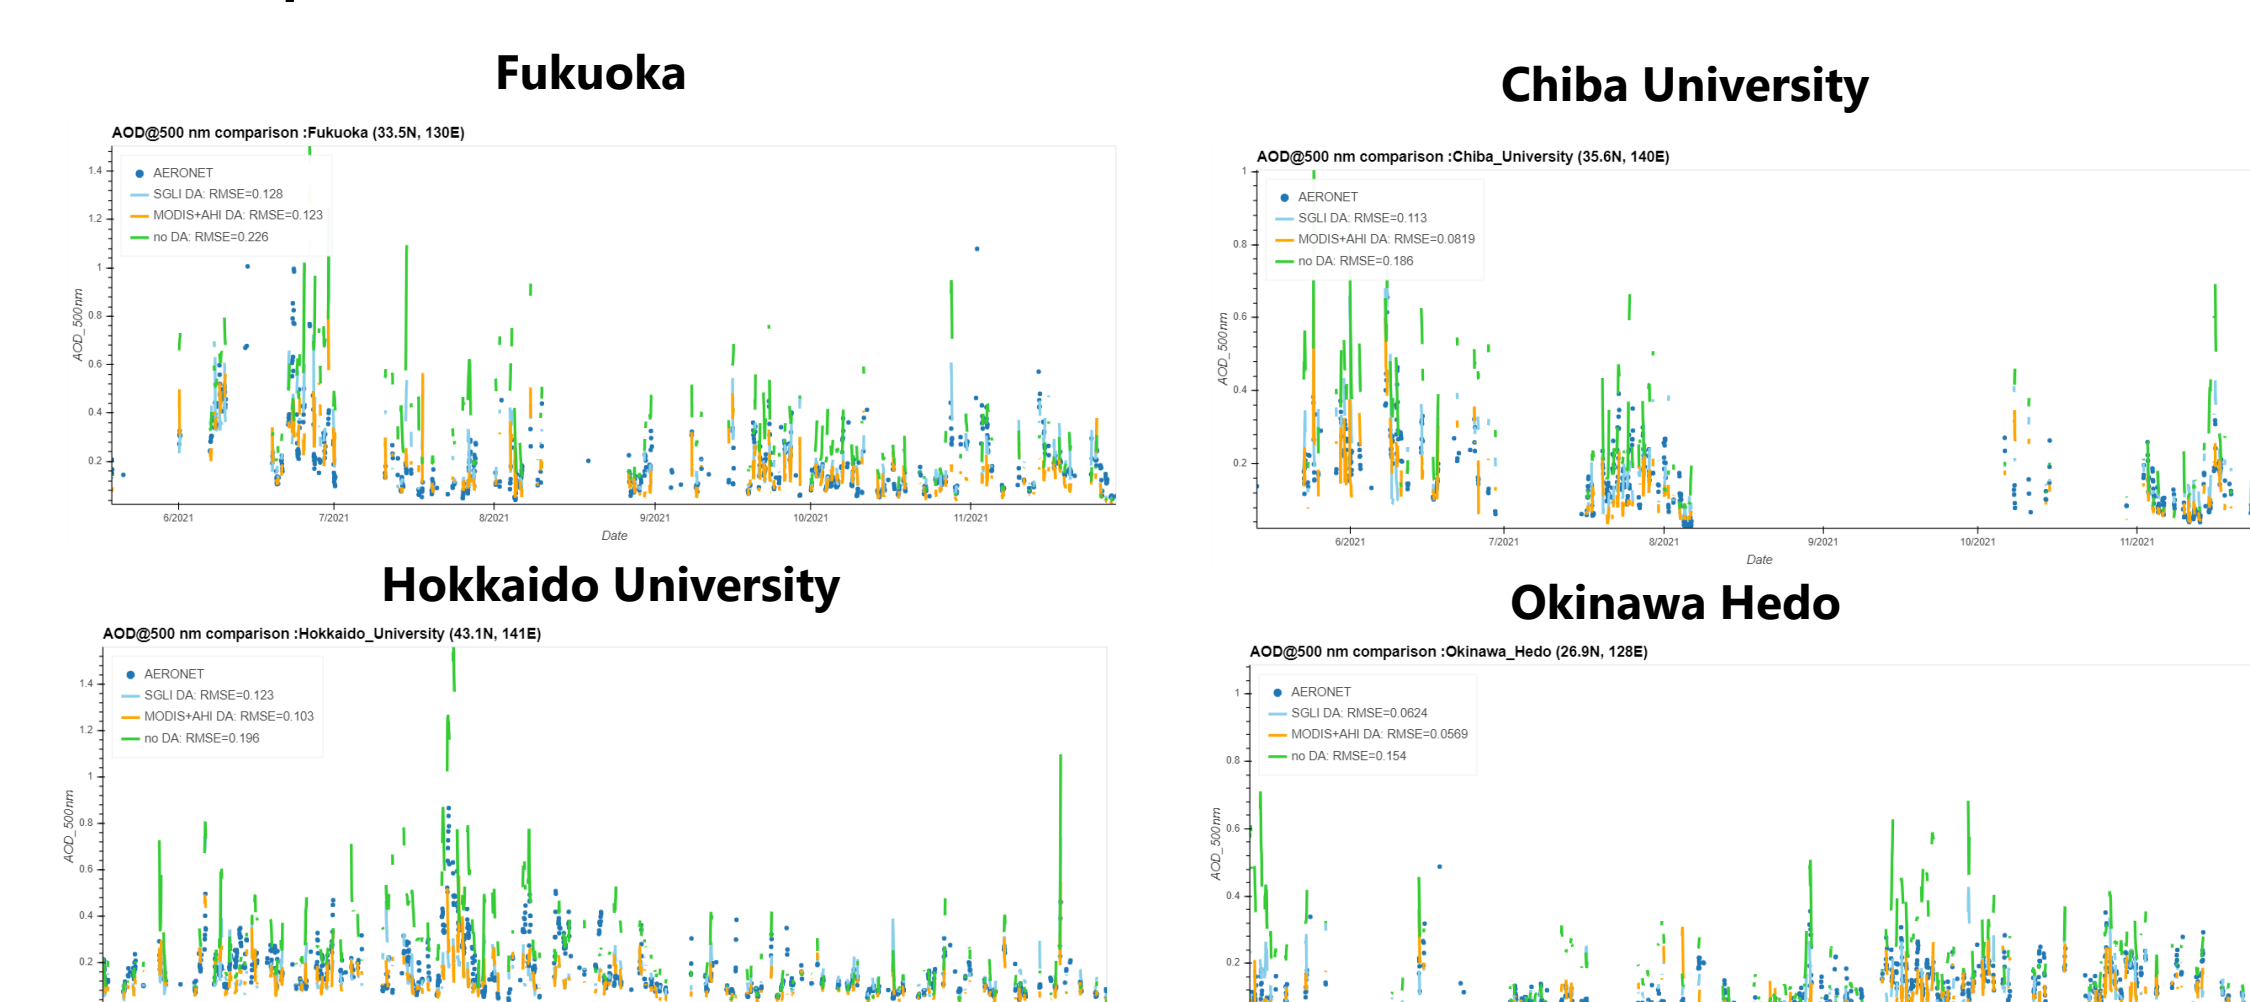 Fukuoka
AOD@500 nm comparison :Fukuoka (33.5N, 130E)
AERONET
SGLI DA: RMSE=0.128
MODIS+AHI DA: RMSE=0.123
no DA: RMSE=0.226
1.4
1.2
1
0.8
0.6
0.4
0.2
AOD_500nm
6/2021
7/2021
8/2021
9/2021
10/2021
11/2021
Date
Chiba University
AOD@500 nm comparison :Chiba_University (35.6N, 140E)
AERONET
SGLI DA: RMSE=0.113
MODIS+AHI DA: RMSE=0.0819
no DA: RMSE=0.186
1
0.8
0.6
0.4
0.2
AOD_500nm
6/2021
7/2021
8/2021
9/2021
10/2021
11/2021
Date
Hokkaido University
AOD@500 nm comparison :Hokkaido_University (43.1N, 141E)
AERONET
SGLI DA: RMSE=0.123
MODIS+AHI DA: RMSE=0.103
no DA: RMSE=0.196
1.4
1.2
1
0.8
0.6
0.4
0.2
AOD_500nm
Okinawa Hedo
AOD@500 nm comparison :Okinawa_Hedo (26.9N, 128E)
AERONET
SGLI DA: RMSE=0.0624
MODIS+AHI DA: RMSE=0.0569
no DA: RMSE=0.154
1
0.8
0.6
0.4
0.2
AOD_500nm